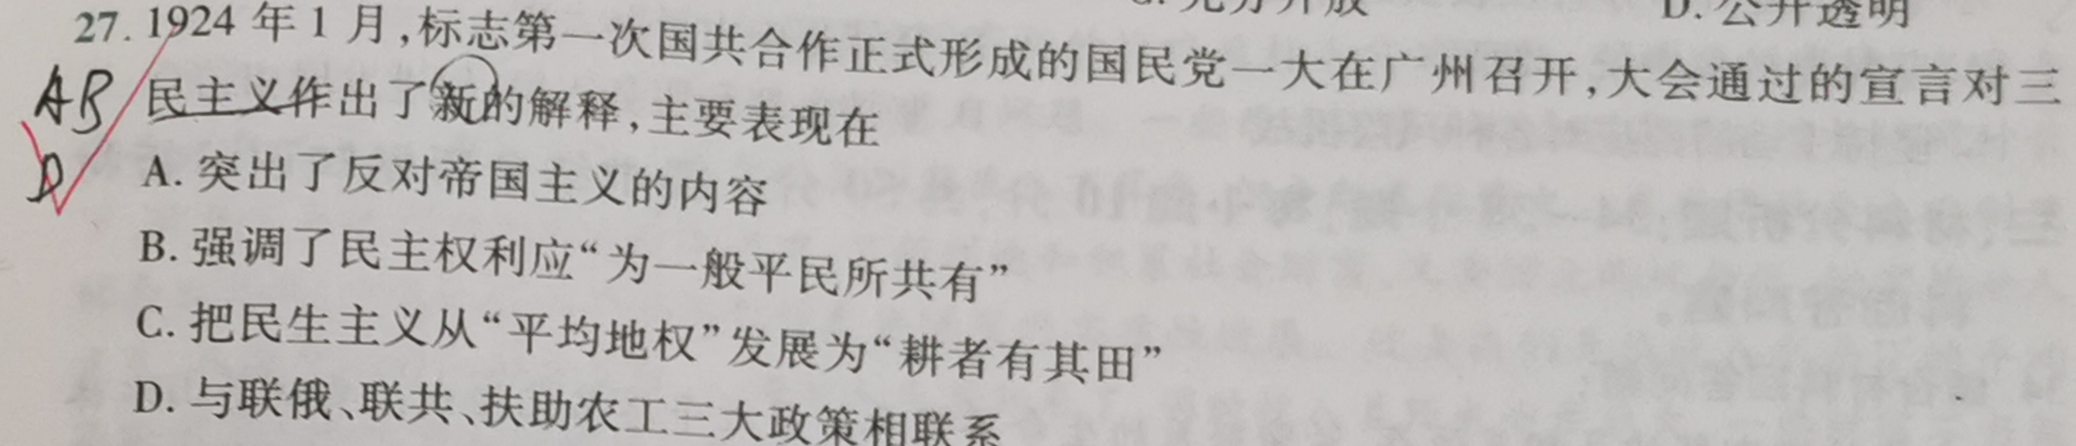 D. 公开透明
27. 1924 年 1 月,标志第一次国共合作正式形成的国民党一大在广州召开,大会通过的宣言对三
AB 民主义作出了新的解释,主要表现在
D A. 突出了反对帝国主义的内容
B. 强调了民主权利应“为一般平民所共有”
C. 把民生主义从“平均地权”发展为“耕者有其田”
D. 与联俄、联共、扶助农工三大政策相联系